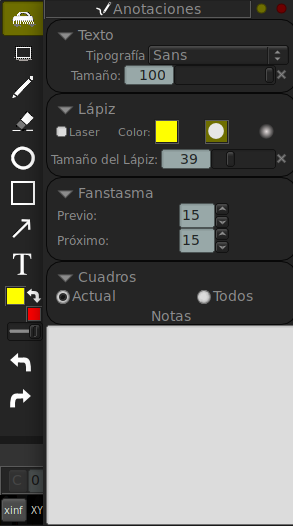 Anotaciones
Texto
Tipografía Sans
Tamaño: 100
Lápiz
Laser Color:
Tamaño del Lápiz: 39
Fanstasma
Previo: 15
Próximo: 15
Cuadros
Actual Todos
Notas
T
C 0
xinf XY